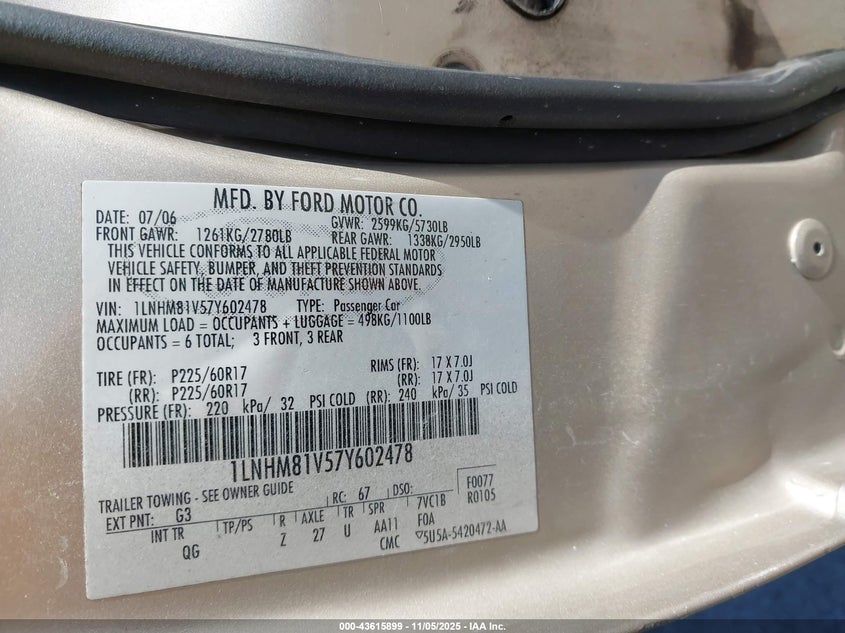 MFD. BY FORD MOTOR CO.
DATE: 07/06 GVWR: 2599KG/5730LB
FRONT GAWR: 1261KG/2780LB REAR GAWR: 1338KG/2950LB
THIS VEHICLE CONFORMS TO ALL APPLICABLE FEDERAL MOTOR
VEHICLE SAFETY, BUMPER, AND THEFT PREVENTION STANDARDS
IN EFFECT ON THE DATE OF MANUFACTURE SHOWN ABOVE.
VIN: 1LNHM81V57Y602478 TYPE: Passenger Car
MAXIMUM LOAD = OCCUPANTS + LUGGAGE = 498KG/1100LB
OCCUPANTS = 6 TOTAL; 3 FRONT, 3 REAR
TIRE (FR): P225/60R17 RIMS (FR): 17 X 7.0J
(RR): P225/60R17 (RR): 17 X 7.0J
PRESSURE (FR): 220 kPa/ 32 PSI COLD (RR): 240 kPa/ 35 PSI COLD
1LNHM81V57Y602478
TRAILER TOWING - SEE OWNER GUIDE RC: 67 DSO: F0077
EXT PNT: G3 R0105
INT TR TP/PS R AXLE TR SPR 7VC1B
QG Z 27 U AA11 FOA
CMC ▽5U5A-5420472-AA
000-43615899 - 11/05/2025 - IAA Inc.